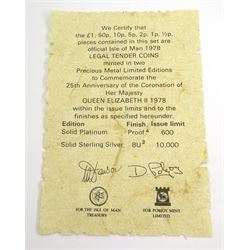 We Certify that
the £1, 50p, 10p, 5p, 2p, 1p, ½p,
pieces contained in this set are
official Isle of Man 1978
LEGAL TENDER COINS
minted in two
Precious Metal Limited Editions
to Commemorate the
25th Anniversary of the Coronation of
Her Majesty
QUEEN ELIZABETH II 1978
within the issue limits and to the
finishes as specified hereunder.
Edition Finish Issue limit
Solid Platinum Proof 600
Solid Sterling Silver BU 10,000
FOR THE ISLE OF MAN
TREASURY
FOR POBJOY MINT
LIMITED